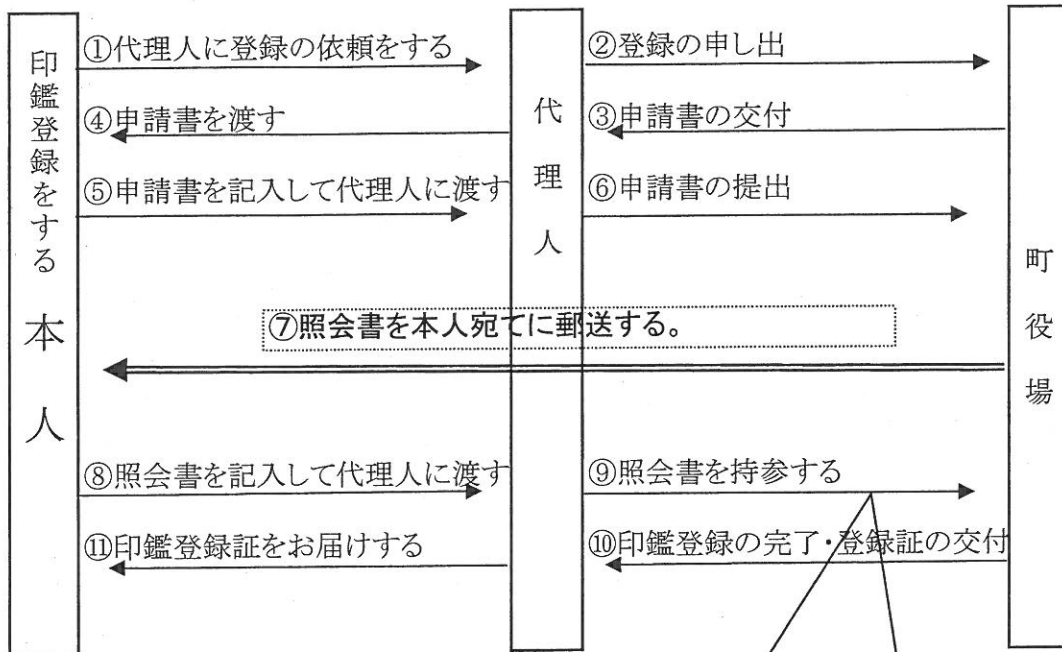 印鑑登録をする 本人
代理人
町役場
①代理人に登録の依頼をする
②登録の申し出
④申請書を渡す
③申請書の交付
⑤申請書を記入して代理人に渡す
⑥申請書の提出
⑦照会書を本人宛てに郵送する。
⑧照会書を記入して代理人に渡す
⑨照会書を持参する
⑪印鑑登録証をお届けする
⑩印鑑登録の完了・登録証の交付